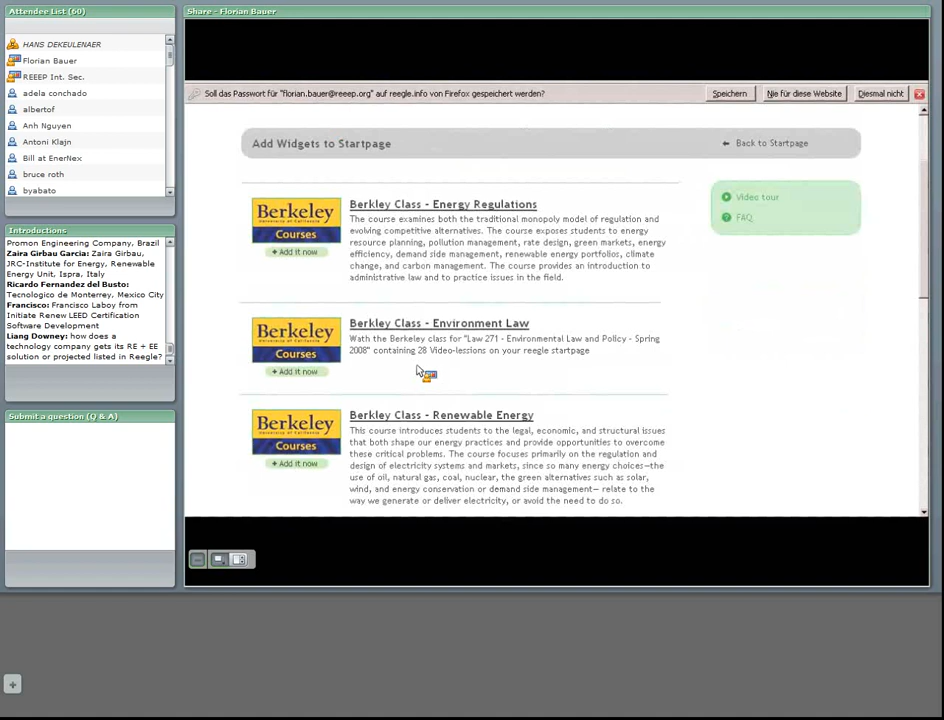 Attendee List (60)
HANS DEKEULENAER
Florian Bauer
REEEP Int. Sec.
adela conchado
albertof
Anh Nguyen
Antoni Klajn
Bill at EnerNex
bruce roth
byabato
Introductions
Promon Engineering Company, Brazil
Zaira Girbau Garcia: Zaira Girbau,
JRC-Institute for Energy, Renewable
Energy Unit, Ispra, Italy
Ricardo Fernandez del Busto:
Tecnologico de Monterrey, Mexico City
Francisco: Francisco Laboy from
Initiate Renew LEED Certification
Software Development
Liang Downey: how does a
technology company gets its RE + EE
solution or projected listed in Reegle?
Submit a question (Q & A)
Share - Florian Bauer
Soll das Passwort für "florian.bauer@reeep.org" auf reegle.info von Firefox gespeichert werden?
Speichern
Nie für diese Website
Diesmal nicht
Add Widgets to Startpage
Back to Startpage
Video tour
FAQ
Berkeley
University of California
Courses
+ Add it now
Berkley Class - Energy Regulations
The course examines both the traditional monopoly model of regulation and
evolving competitive alternatives. The course exposes students to energy
resource planning, pollution management, rate design, green markets, energy
efficiency, demand side management, renewable energy portfolios, climate
change, and carbon management. The course provides an introduction to
administrative law and to practice issues in the field.
Berkeley
University of California
Courses
+ Add it now
Berkley Class - Environment Law
Wath the Berkeley class for "Law 271 - Environmental Law and Policy - Spring
2008" containing 28 Video-lessions on your reegle startpage
Berkeley
University of California
Courses
+ Add it now
Berkley Class - Renewable Energy
This course introduces students to the legal, economic, and structural issues
that both shape our energy practices and provide opportunities to overcome
these critical problems. The course focuses primarily on the regulation and
design of electricity systems and markets, since so many energy choices—the
use of oil, natural gas, coal, nuclear, the green alternatives such as solar,
wind, and energy conservation or demand side management— relate to the
way we generate or deliver electricity, or avoid the need to do so.